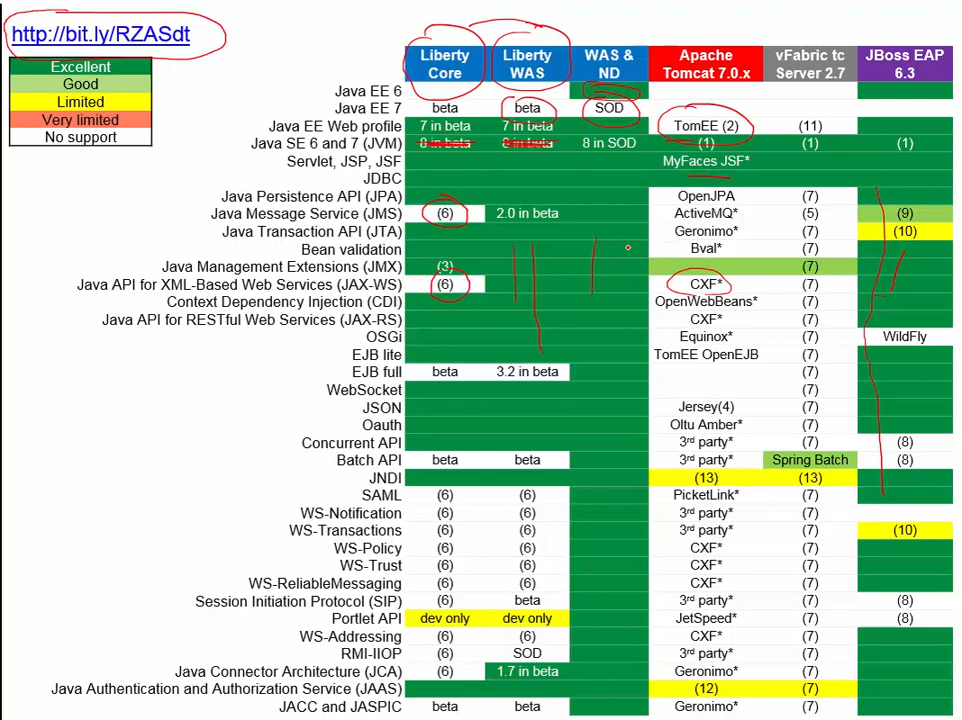 http://bit.ly/RZASdt
Excellent
Good
Limited
Very limited
No support
Liberty Core Liberty WAS WAS & ND Apache Tomcat 7.0.x vFabric tc Server 2.7 JBoss EAP 6.3
Java EE 6
Java EE 7 beta beta SOD
Java EE Web profile 7 in beta 7 in beta TomEE (2) (11)
Java SE 6 and 7 (JVM) 8 in beta 8 in beta 8 in SOD (1) (1) (1)
Servlet, JSP, JSF MyFaces JSF*
JDBC
Java Persistence API (JPA) OpenJPA (7)
Java Message Service (JMS) (6) 2.0 in beta ActiveMQ* (5) (9)
Java Transaction API (JTA) Geronimo* (7) (10)
Bean validation Bval* (7)
Java Management Extensions (JMX) (3) (7)
Java API for XML-Based Web Services (JAX-WS) (6) CXF* (7)
Context Dependency Injection (CDI) OpenWebBeans* (7)
Java API for RESTful Web Services (JAX-RS) CXF* (7)
OSGi Equinox* (7) WildFly
EJB lite TomEE OpenEJB (7)
EJB full beta 3.2 in beta (7)
WebSocket (7)
JSON Jersey(4) (7)
Oauth Oltu Amber* (7)
Concurrent API 3rd party* (7) (8)
Batch API beta beta 3rd party* Spring Batch (8)
JNDI (13) (13)
SAML (6) (6) PicketLink* (7)
WS-Notification (6) (6) 3rd party* (7)
WS-Transactions (6) (6) 3rd party* (7) (10)
WS-Policy (6) (6) CXF* (7)
WS-Trust (6) (6) CXF* (7)
WS-ReliableMessaging (6) (6) CXF* (7)
Session Initiation Protocol (SIP) (6) beta 3rd party* (7) (8)
Portlet API dev only dev only JetSpeed* (7) (8)
WS-Addressing (6) (6) CXF* (7)
RMI-IIOP (6) SOD 3rd party* (7)
Java Connector Architecture (JCA) (6) 1.7 in beta Geronimo* (7)
Java Authentication and Authorization Service (JAAS) (12) (7)
JACC and JASPIC beta beta Geronimo* (7)